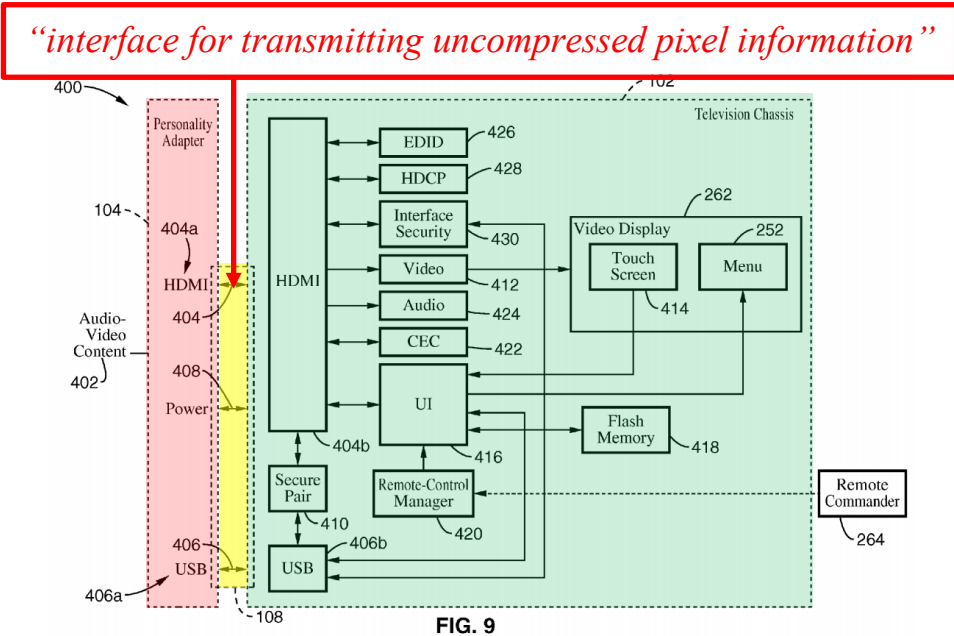 “interface for transmitting uncompressed pixel information”
400
102
Personality
Adapter
Television Chassis
EDID
426
HDCP
428
104
404a
Interface
Security
430
262
Video Display
252
Touch
Screen
414
Menu
HDMI
404
HDMI
Video
412
Audio
424
Audio-
Video
Content
402
CEC
422
408
Power
UI
416
404b
Flash
Memory
418
Secure
Pair
410
Remote-Control
Manager
420
Remote
Commander
264
406
USB
406a
406b
USB
108
FIG. 9